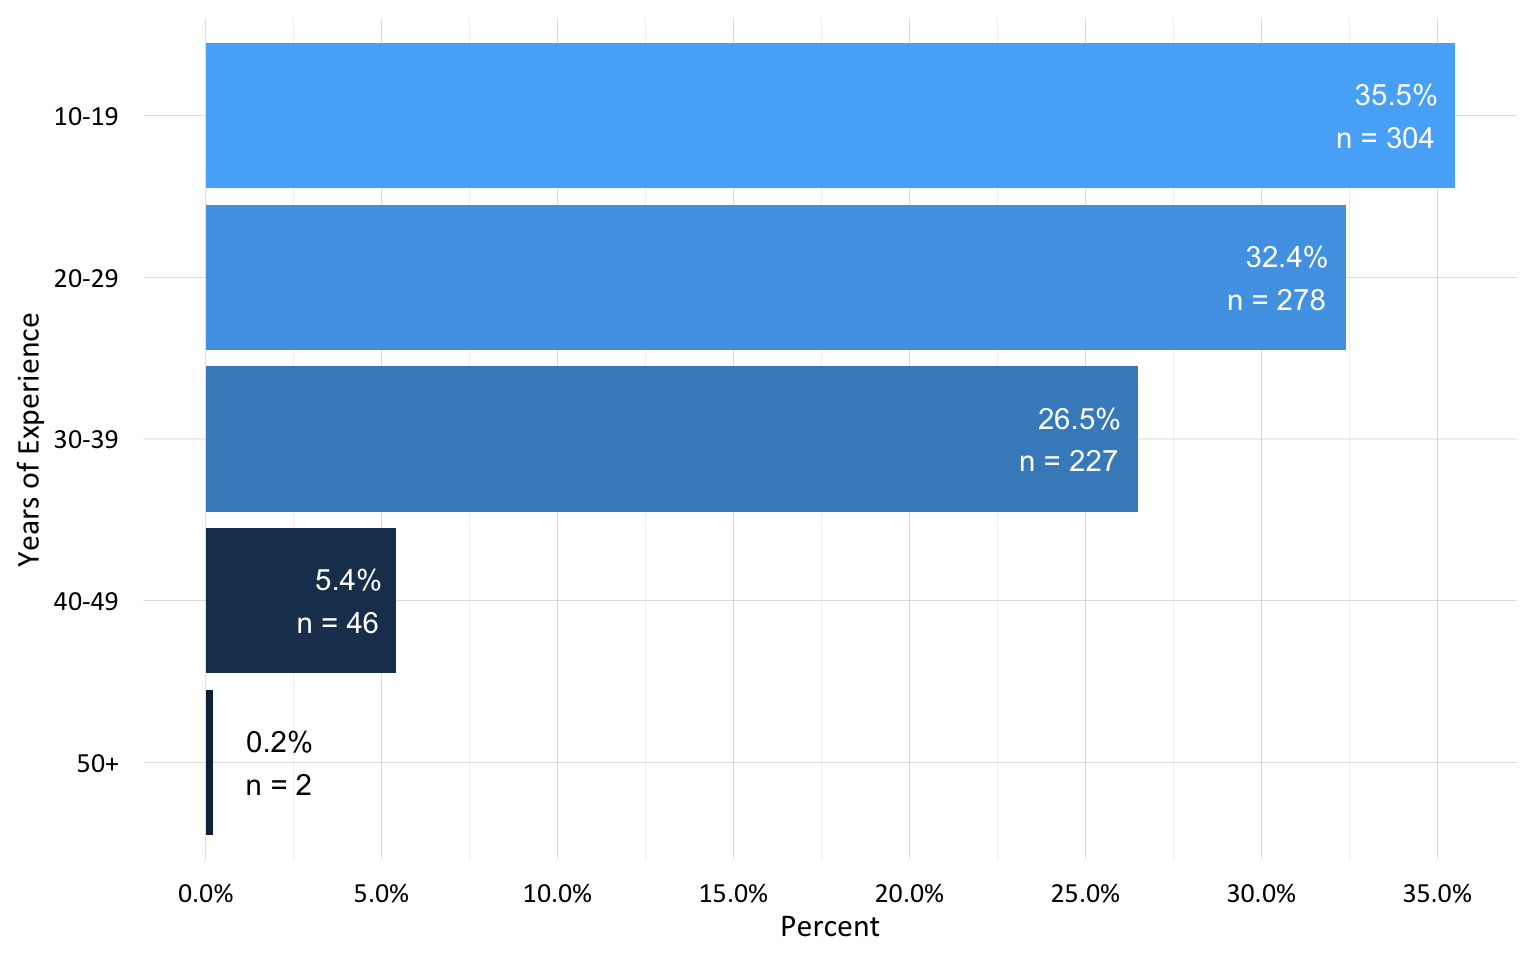 Years of Experience
10-19
35.5%
n = 304
20-29
32.4%
n = 278
30-39
26.5%
n = 227
40-49
5.4%
n = 46
50+
0.2%
n = 2
0.0% 5.0% 10.0% 15.0% 20.0% 25.0% 30.0% 35.0%
Percent